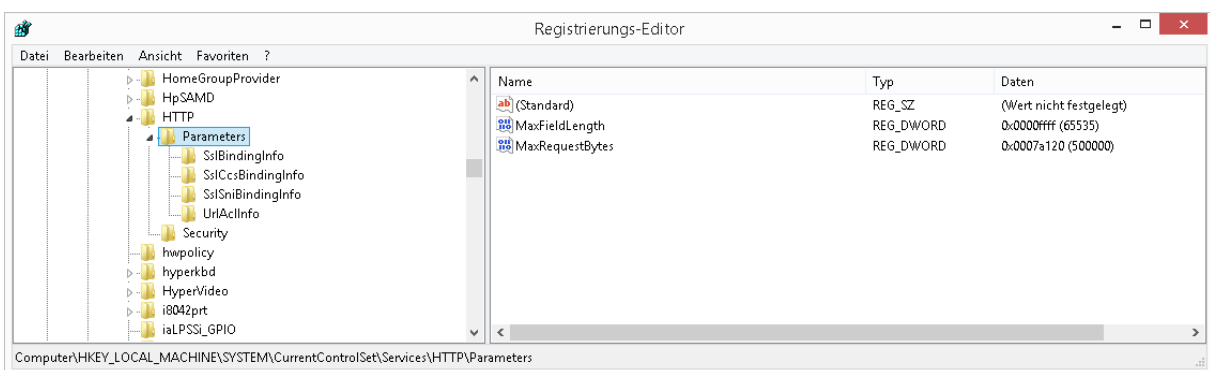 Registrierungs-Editor
Datei Bearbeiten Ansicht Favoriten ?
HomeGroupProvider
HpSAMD
HTTP
Parameters
SslBindingInfo
SslCcsBindingInfo
SslSniBindingInfo
UrlAclInfo
Security
hwpolicy
hyperkbd
HyperVideo
i8042prt
iaLPSSi_GPIO
Name Typ Daten
(Standard) REG_SZ (Wert nicht festgelegt)
MaxFieldLength REG_DWORD 0x0000ffff (65535)
MaxRequestBytes REG_DWORD 0x0007a120 (500000)
Computer\HKEY_LOCAL_MACHINE\SYSTEM\CurrentControlSet\Services\HTTP\Parameters